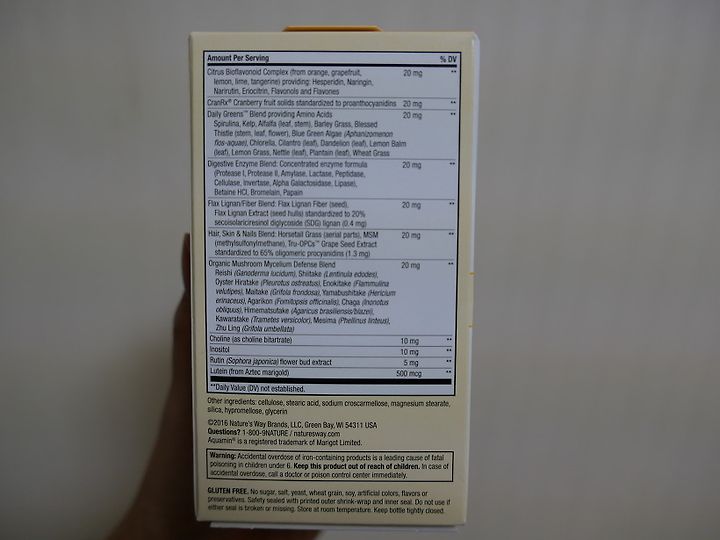 Amount Per Serving % DV
Citrus Bioflavonoid Complex (from orange, grapefruit, 20 mg **
lemon, lime, tangerine) providing: Hesperidin, Naringin,
Narirutin, Eriocitrin, Flavonols and Flavones
CranRx® Cranberry fruit solids standardized to proanthocyanidins 20 mg **
Daily Greens™ Blend providing Amino Acids 20 mg **
Spirulina, Kelp, Alfalfa (leaf, stem), Barley Grass, Blessed
Thistle (stem, leaf, flower), Blue Green Algae (Aphanizomenon
flos-aquae), Chlorella, Cilantro (leaf), Dandelion (leaf), Lemon Balm
(leaf), Lemon Grass, Nettle (leaf), Plantain (leaf), Wheat Grass
Digestive Enzyme Blend: Concentrated enzyme formula 20 mg **
(Protease I, Protease II, Amylase, Lactase, Peptidase,
Cellulase, Invertase, Alpha Galactosidase, Lipase),
Betaine HCl, Bromelain, Papain
Flax Lignan/Fiber Blend: Flax Lignan Fiber (seed), 20 mg **
Flax Lignan Extract (seed hulls) standardized to 20%
secoisolariciresinol diglycoside (SDG) lignan (0.4 mg)
Hair, Skin & Nails Blend: Horsetail Grass (aerial parts), MSM 20 mg **
(methylsulfonylmethane), Tru-OPCs™ Grape Seed Extract
standardized to 65% oligomeric procyanidins (1.3 mg)
Organic Mushroom Mycelium Defense Blend 20 mg **
Reishi (Ganoderma lucidum), Shiitake (Lentinula edodes),
Oyster Hiratake (Pleurotus ostreatus), Enokitake (Flammulina
velutipes), Maitake (Grifola frondosa), Yamabushitake (Hericium
erinaceus), Agarikon (Fomitopsis officinalis), Chaga (Inonotus
obliquus), Himematsutake (Agaricus brasiliensis/blazei),
Kawaratake (Trametes versicolor), Mesima (Phellinus linteus),
Zhu Ling (Grifola umbellata)
Choline (as choline bitartrate) 10 mg **
Inositol 10 mg **
Rutin (Sophora japonica) flower bud extract 5 mg **
Lutein (from Aztec marigold) 500 mcg **
**Daily Value (DV) not established.
Other ingredients: cellulose, stearic acid, sodium croscarmellose, magnesium stearate,
silica, hypromellose, glycerin
©2016 Nature's Way Brands, LLC, Green Bay, WI 54311 USA
Questions? 1-800-9NATURE / naturesway.com
Aquamin® is a registered trademark of Marigot Limited.
Warning: Accidental overdose of iron-containing products is a leading cause of fatal
poisoning in children under 6. Keep this product out of reach of children. In case of
accidental overdose, call a doctor or poison control center immediately.
GLUTEN FREE. No sugar, salt, yeast, wheat grain, soy, artificial colors, flavors or
preservatives. Safety sealed with printed outer shrink-wrap and inner seal. Do not use if
either seal is broken or missing. Store at room temperature. Keep bottle tightly closed.